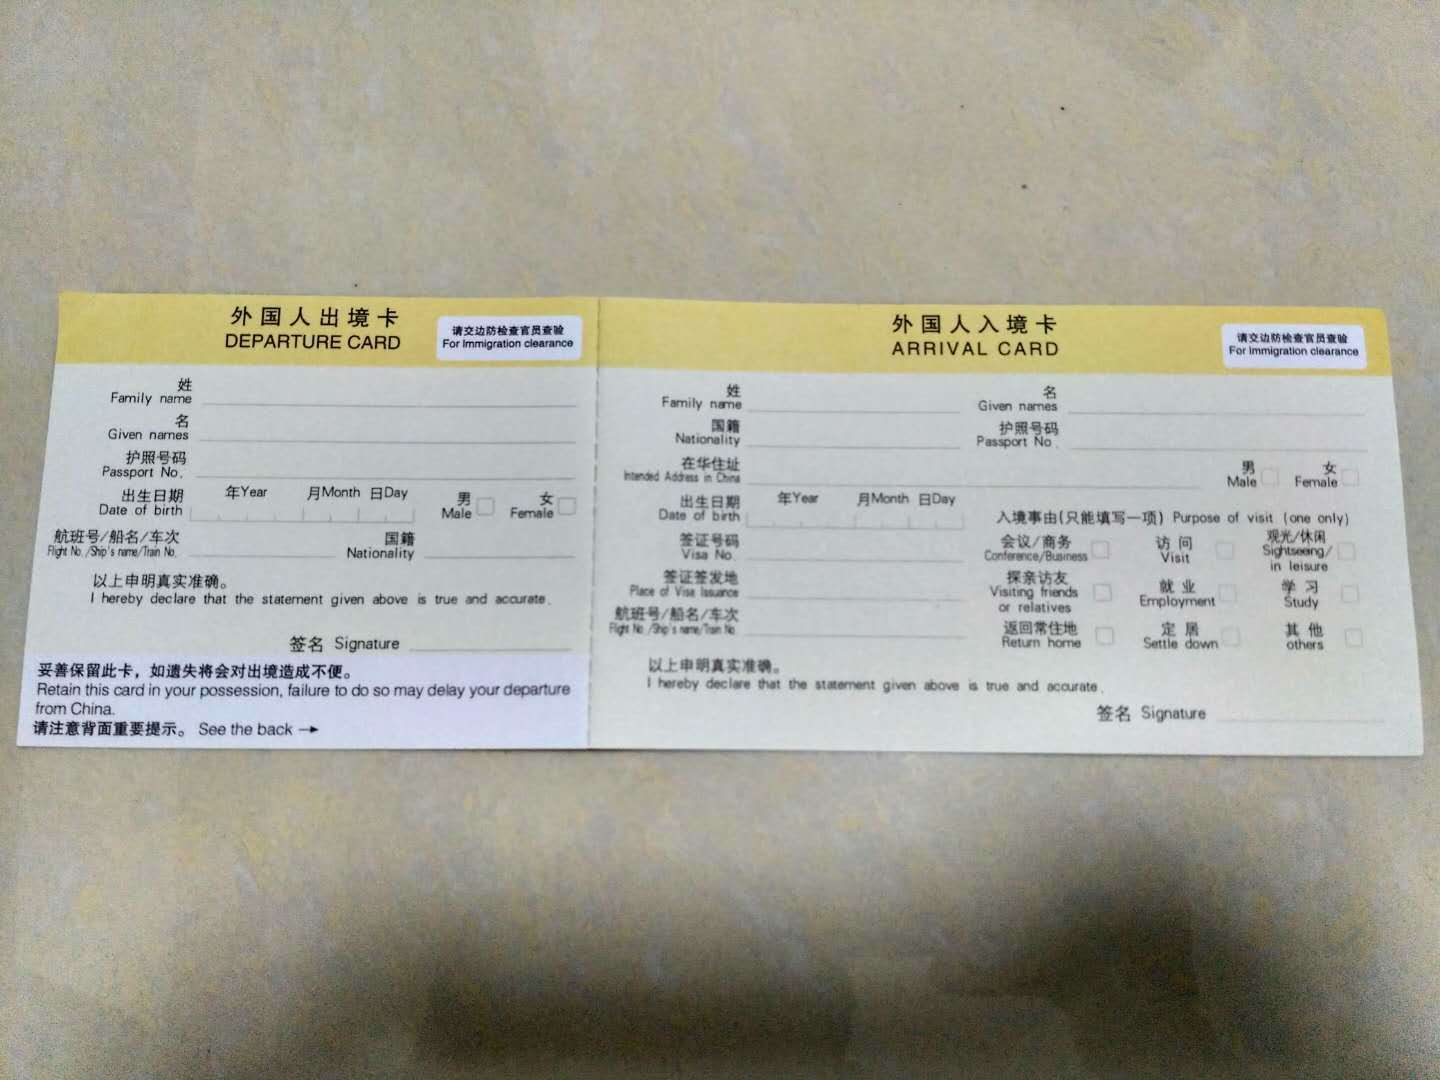 外国人出境卡
DEPARTURE CARD
请交边防检查官员查验
For Immigration clearance
姓
Family name
名
Given names
护照号码
Passport No.
出生日期 年Year 月Month 日Day 男 女
Date of birth Male Female
航班号/船名/车次 国籍
Flight No./Ship's name/Train No. Nationality
以上申明真实准确。
I hereby declare that the statement given above is true and accurate.
签名 Signature
妥善保留此卡，如遗失将会对出境造成不便。
Retain this card in your possession, failure to do so may delay your departure
from China.
请注意背面重要提示。 See the back →
外国人入境卡
ARRIVAL CARD
请交边防检查官员查验
For Immigration clearance
姓 名
Family name Given names
国籍 护照号码
Nationality Passport No.
在华住址 男 女
Intended Address in China Male Female
出生日期 年Year 月Month 日Day
Date of birth
入境事由(只能填写一项) Purpose of visit (one only)
签证号码
Visa No.
签证签发地
Place of Visa Issuance
航班号/船名/车次
Flight No./Ship's name/Train No.
会议/商务 访问 观光/休闲
Conference/Business Visit Sightseeing/
in leisure
探亲访友 就业 学习
Visiting friends Employment Study
or relatives
返回常住地 定居 其他
Return home Settle down others
以上申明真实准确。
I hereby declare that the statement given above is true and accurate.
签名 Signature